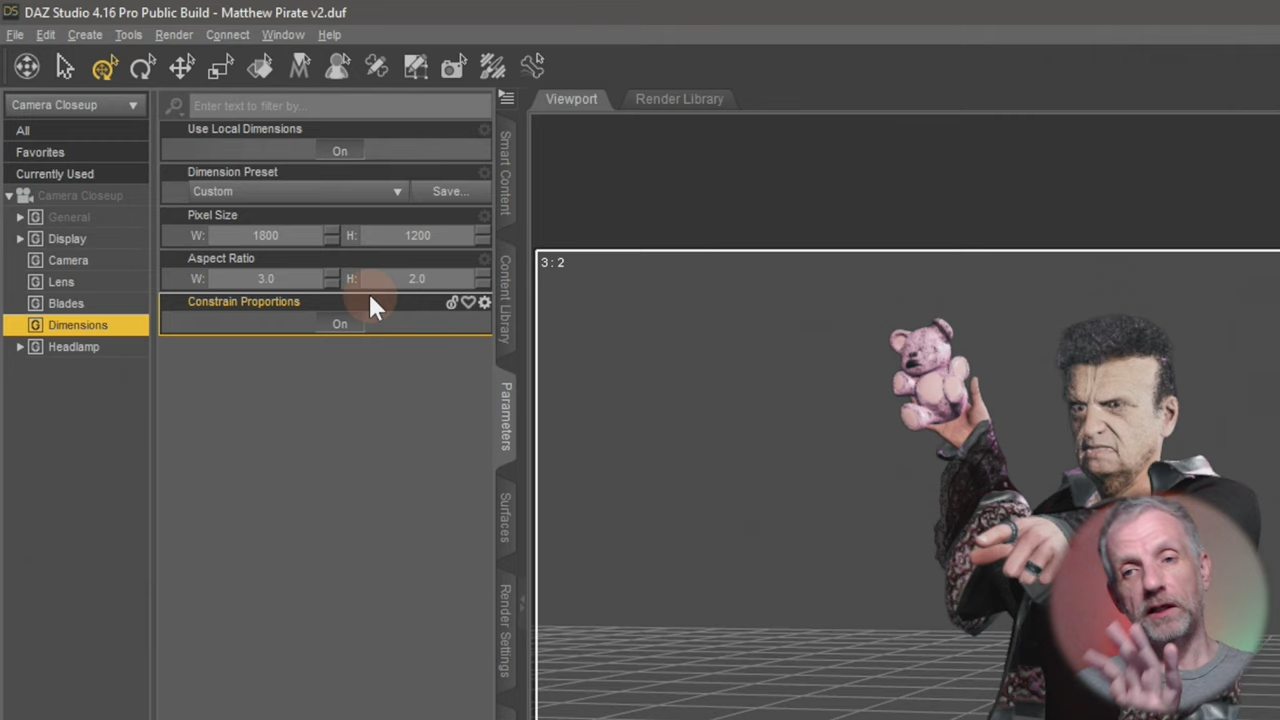 DS DAZ Studio 4.16 Pro Public Build - Matthew Pirate v2.duf
File Edit Create Tools Render Connect Window Help
Camera Closeup
All
Favorites
Currently Used
Camera Closeup
G General
G Display
G Camera
G Lens
G Blades
G Dimensions
G Headlamp
Enter text to filter by...
Use Local Dimensions
On
Dimension Preset
Custom Save...
Pixel Size
W: 1800 H: 1200
Aspect Ratio
W: 3.0 H: 2.0
Constrain Proportions
On
Smart Content
Content Library
Parameters
Surfaces
Render Settings
Viewport Render Library
3:2